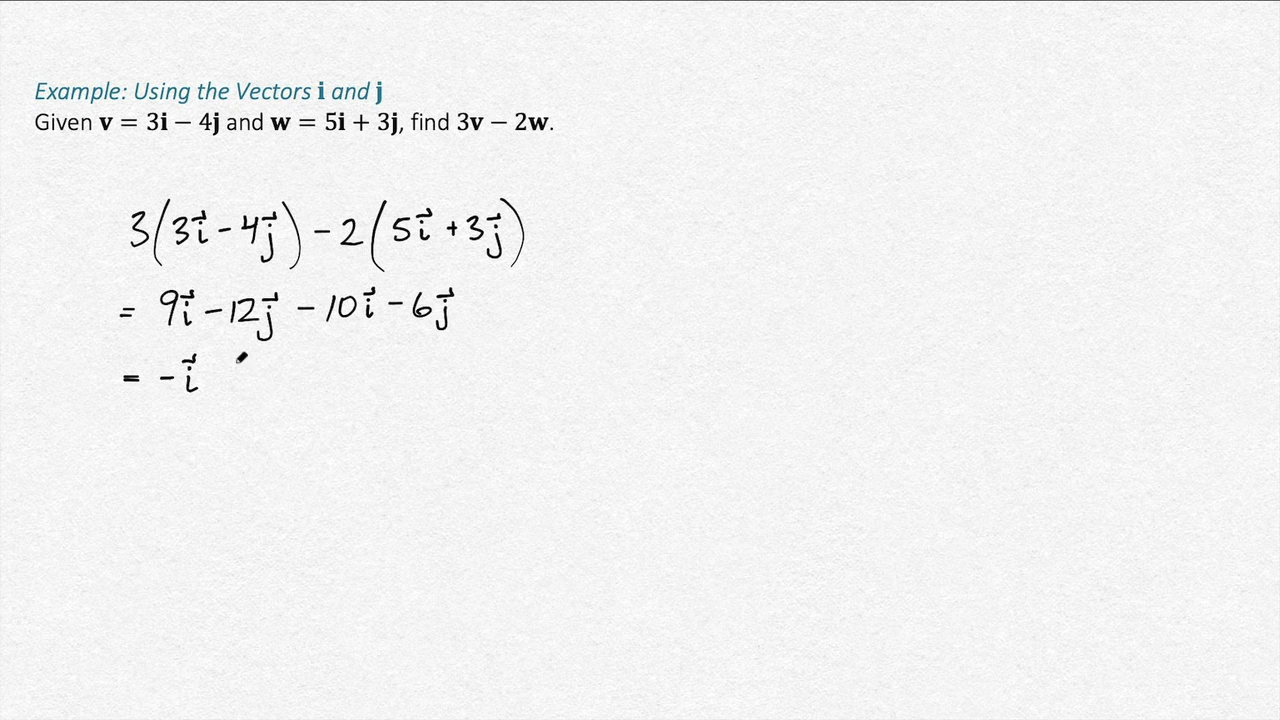 Example: Using the Vectors i and j
Given v = 3i − 4j and w = 5i + 3j, find 3v − 2w.
3(3i⃗ − 4j⃗) − 2(5i⃗ + 3j⃗)
= 9i⃗ − 12j⃗ − 10i⃗ − 6j⃗
= −i⃗